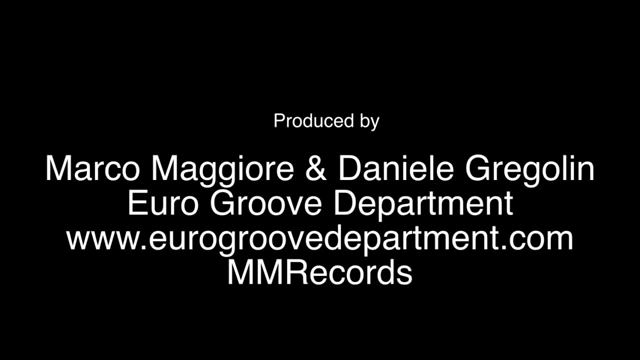 Produced by
Marco Maggiore & Daniele Gregolin
Euro Groove Department
www.eurogroovedepartment.com
MMRecords